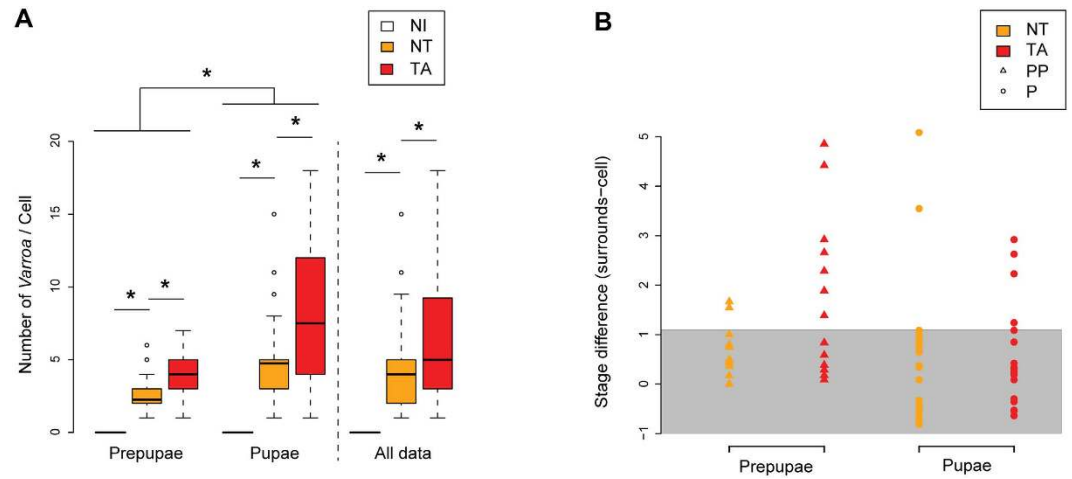 A
NI
NT
TA
*
*
*
*
*
*
*
*
Number of Varroa / Cell
20
15
10
5
0
Prepupae
Pupae
All data
B
NT
TA
PP
P
Stage difference (surrounds−cell)
5
4
3
2
1
0
−1
Prepupae
Pupae